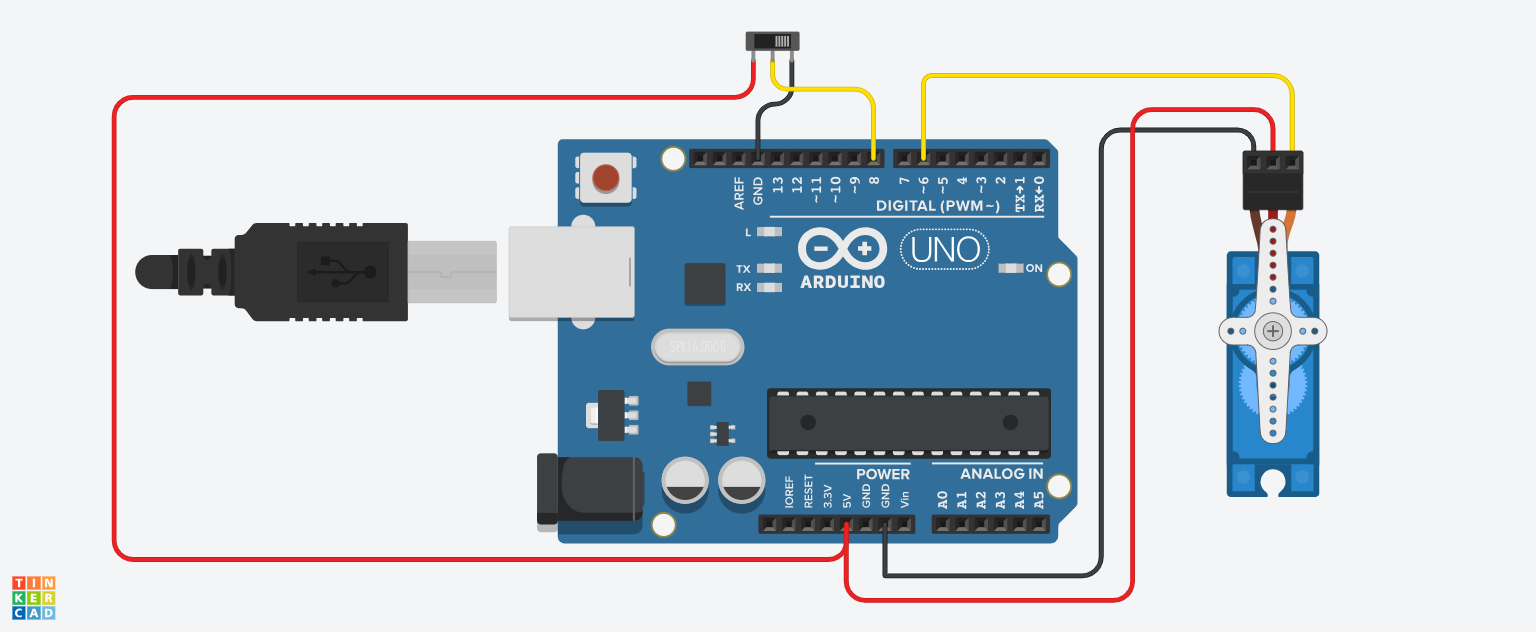 AREF
GND
13
12
~11
~10
~9
8
7
~6
~5
4
~3
2
TX→1
RX←0
DIGITAL (PWM~)
L
TX
RX
UNO
ARDUINO
ON
SPK16.000G
POWER
ANALOG IN
IOREF
RESET
3.3V
5V
GND
GND
Vin
A0
A1
A2
A3
A4
A5
TIN
KER
CAD